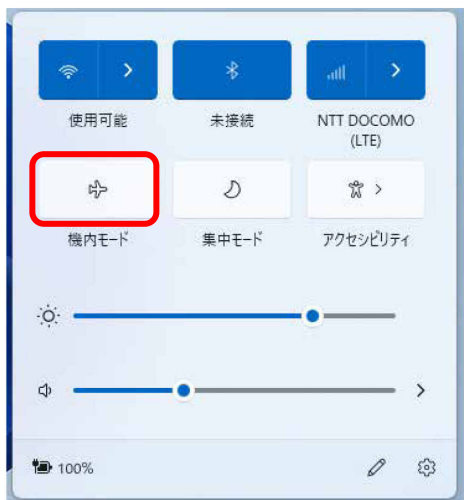 使用可能 未接続 NTT DOCOMO
(LTE)
機内モード 集中モード アクセシビリティ
100%